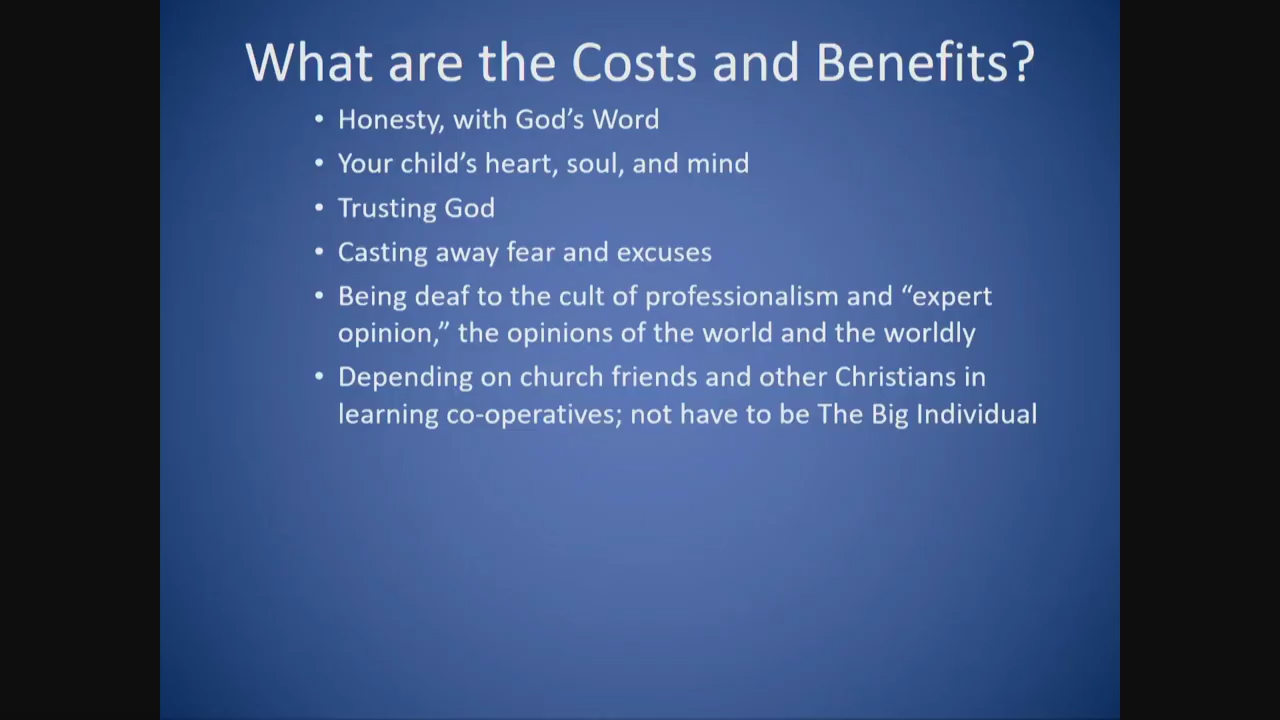 What are the Costs and Benefits?
• Honesty, with God’s Word
• Your child’s heart, soul, and mind
• Trusting God
• Casting away fear and excuses
• Being deaf to the cult of professionalism and “expert
opinion,” the opinions of the world and the worldly
• Depending on church friends and other Christians in
learning co-operatives; not have to be The Big Individual